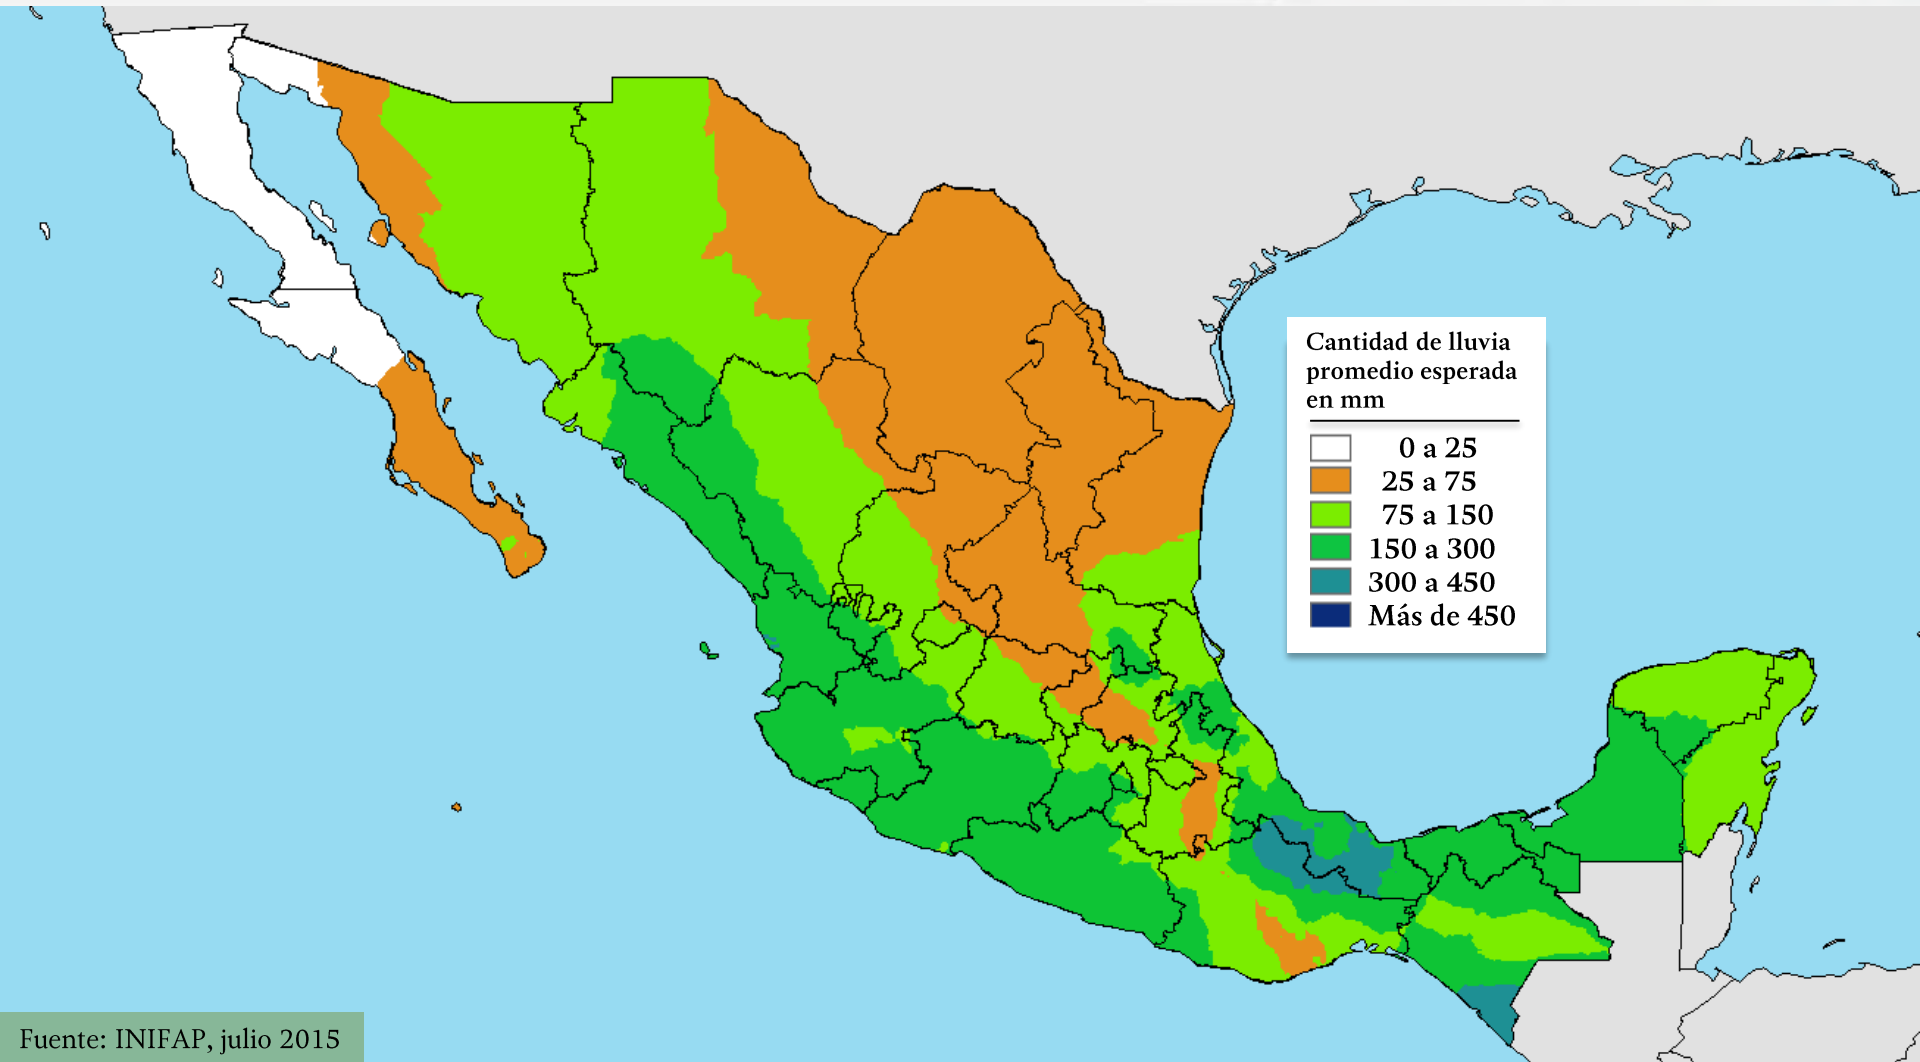 Cantidad de lluvia
promedio esperada
en mm
0 a 25
25 a 75
75 a 150
150 a 300
300 a 450
Más de 450
Fuente: INIFAP, julio 2015